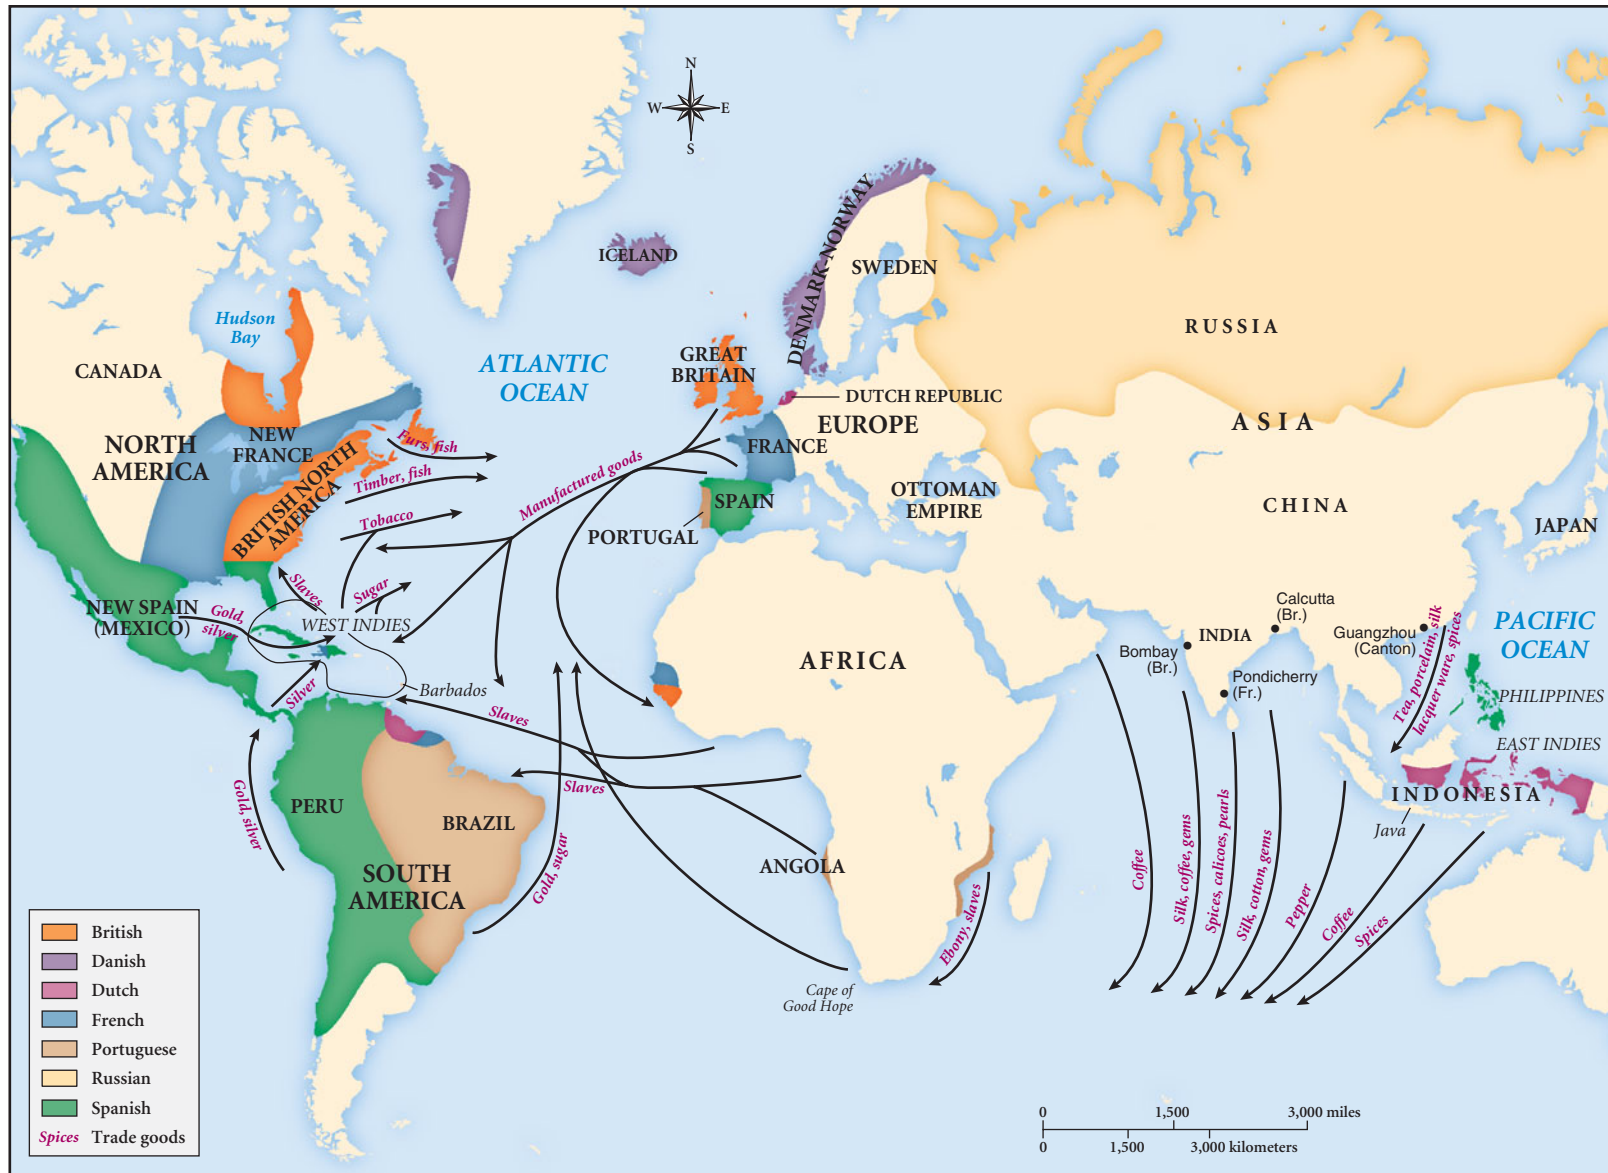 N
W
E
S
ICELAND
DENMARK-NORWAY
SWEDEN
RUSSIA
Hudson
Bay
CANADA
ATLANTIC
OCEAN
GREAT
BRITAIN
DUTCH REPUBLIC
EUROPE
ASIA
NORTH
AMERICA
NEW
FRANCE
FRANCE
Furs, fish
Timber, fish
BRITISH NORTH
AMERICA
Tobacco
Manufactured goods
SPAIN
PORTUGAL
OTTOMAN
EMPIRE
CHINA
JAPAN
Slaves
Sugar
NEW SPAIN
(MEXICO)
Gold,
silver
WEST INDIES
Silver
Barbados
AFRICA
Calcutta
(Br.)
Bombay
(Br.)
INDIA
Guangzhou
(Canton)
Pondicherry
(Fr.)
Tea, porcelain, silk
lacquer ware, spices
PACIFIC
OCEAN
PHILIPPINES
EAST INDIES
INDONESIA
Java
Slaves
Slaves
Gold, silver
PERU
BRAZIL
SOUTH
AMERICA
Gold, sugar
ANGOLA
Ebony, slaves
Cape of
Good Hope
Coffee
Silk, coffee, gems
Spices, calicoes, pearls
Silk, cotton, gems
Pepper
Coffee
Spices
British
Danish
Dutch
French
Portuguese
Russian
Spanish
Spices Trade goods
0 1,500 3,000 miles
0 1,500 3,000 kilometers